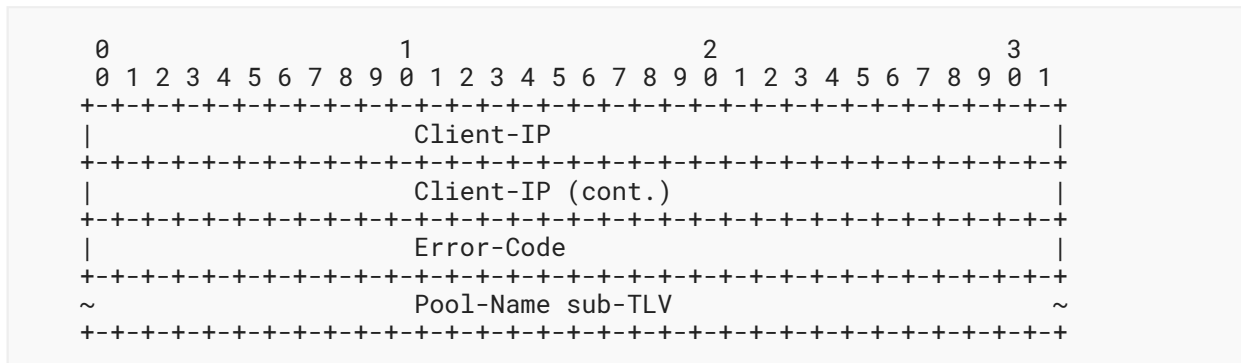 0                   1                   2                   3
 0 1 2 3 4 5 6 7 8 9 0 1 2 3 4 5 6 7 8 9 0 1 2 3 4 5 6 7 8 9 0 1
+-+-+-+-+-+-+-+-+-+-+-+-+-+-+-+-+-+-+-+-+-+-+-+-+-+-+-+-+-+-+-+-+
|                     Client-IP                                 |
+-+-+-+-+-+-+-+-+-+-+-+-+-+-+-+-+-+-+-+-+-+-+-+-+-+-+-+-+-+-+-+-+
|                     Client-IP (cont.)                         |
+-+-+-+-+-+-+-+-+-+-+-+-+-+-+-+-+-+-+-+-+-+-+-+-+-+-+-+-+-+-+-+-+
|                     Error-Code                                |
+-+-+-+-+-+-+-+-+-+-+-+-+-+-+-+-+-+-+-+-+-+-+-+-+-+-+-+-+-+-+-+-+
~                     Pool-Name sub-TLV                         ~
+-+-+-+-+-+-+-+-+-+-+-+-+-+-+-+-+-+-+-+-+-+-+-+-+-+-+-+-+-+-+-+-+